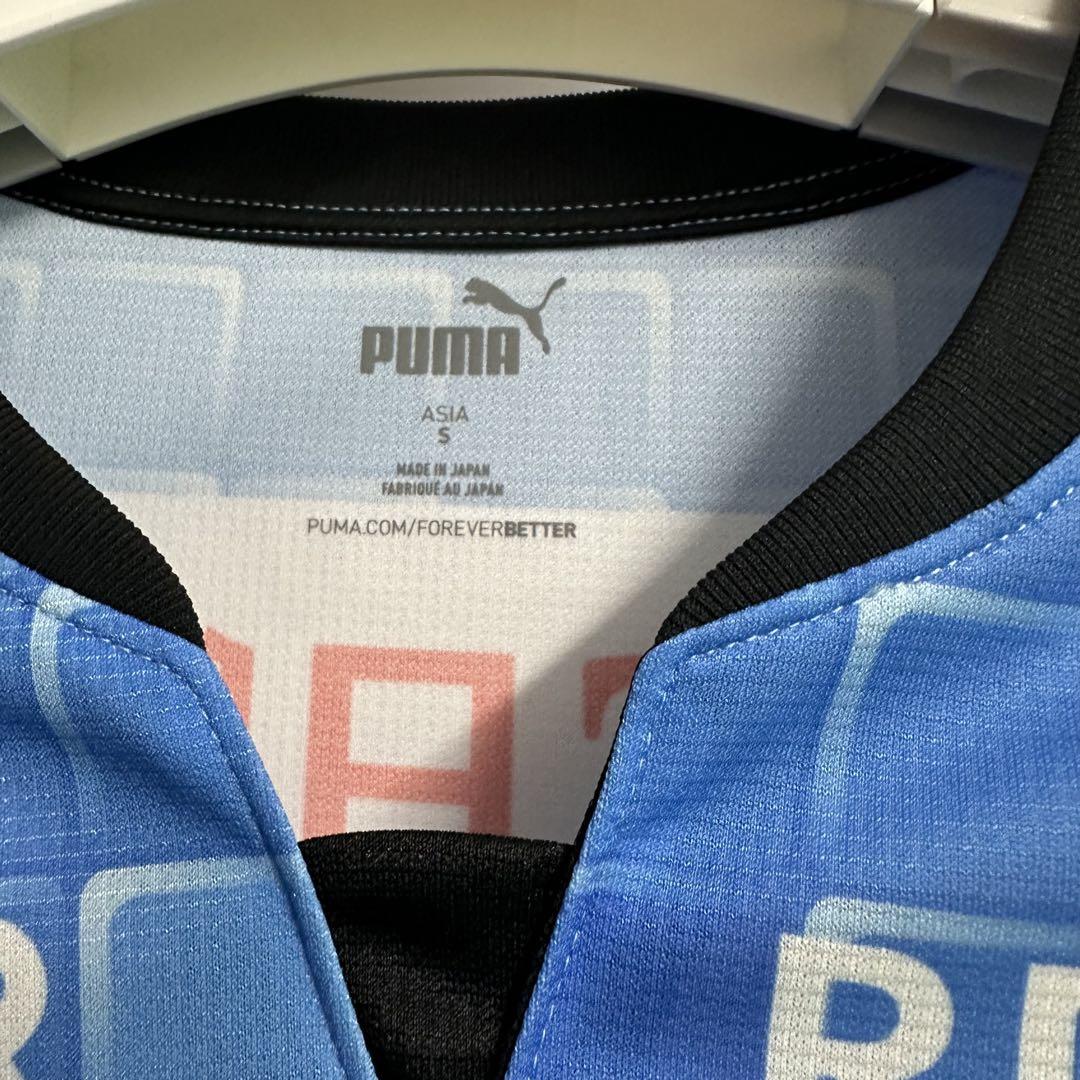 PUMA
ASIA
S
MADE IN JAPAN
FABRIQUÉ AU JAPAN
PUMA.COM/FOREVERBETTER